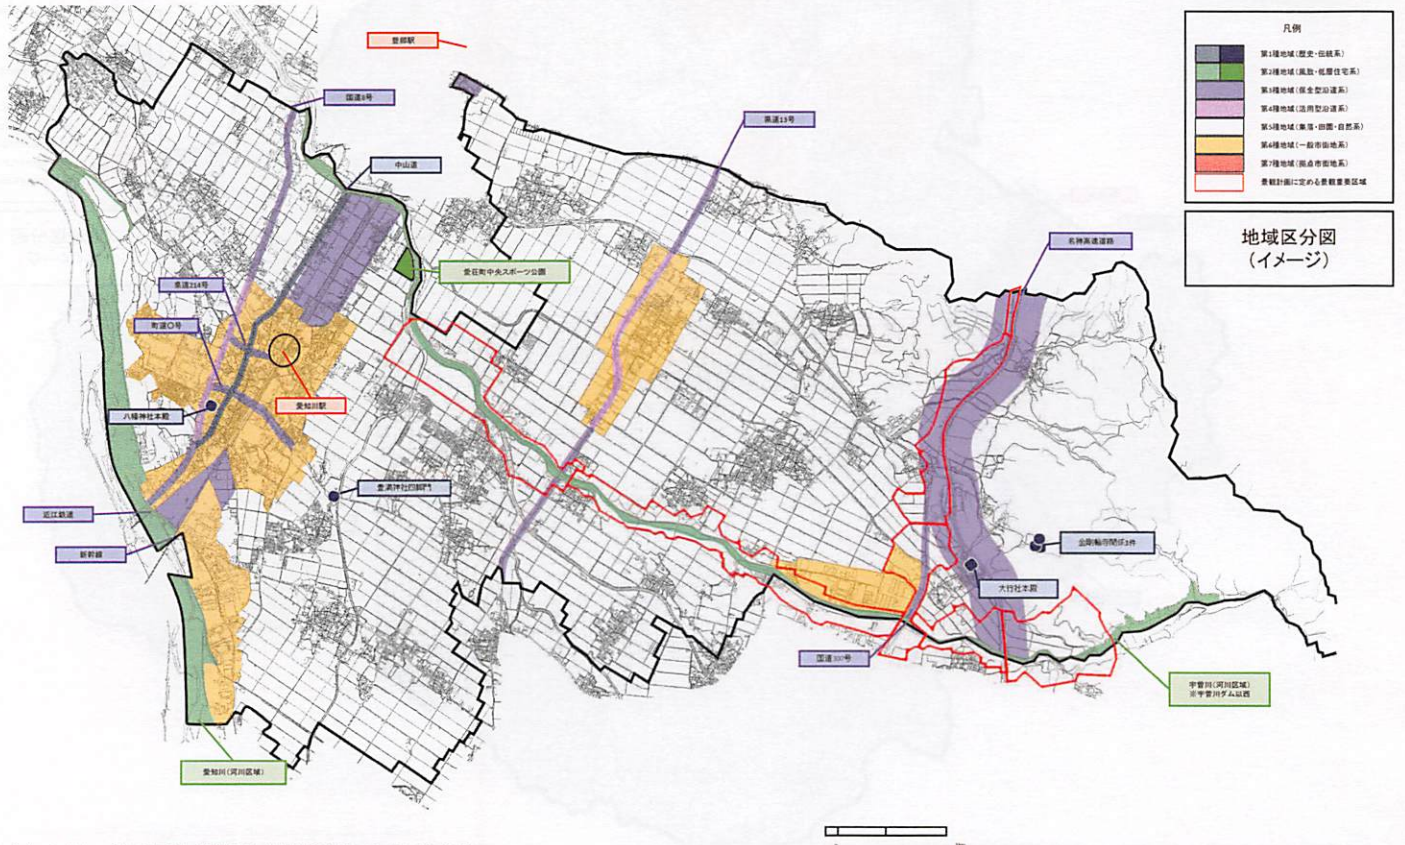 凡例
第1種地域(歴史・伝統系)
第2種地域(風致・低層住宅系)
第3種地域(保全型沿道系)
第4種地域(活用型沿道系)
第5種地域(集落・田園・自然系)
第6種地域(一般市街地系)
第7種地域(拠点市街地系)
景観計画に定める景観重要区域
地域区分図
(イメージ)
豊郷駅
国道8号
県道13号
中山道
名神高速道路
愛荘町中央スポーツ公園
県道214号
町道〇号
八幡神社本殿
愛知川駅
豊満神社四脚門
近江鉄道
新幹線
金剛輪寺関係3件
大行社本殿
国道307号
宇曽川(河川区域)
※宇曽川ダム以西
愛知川(河川区域)